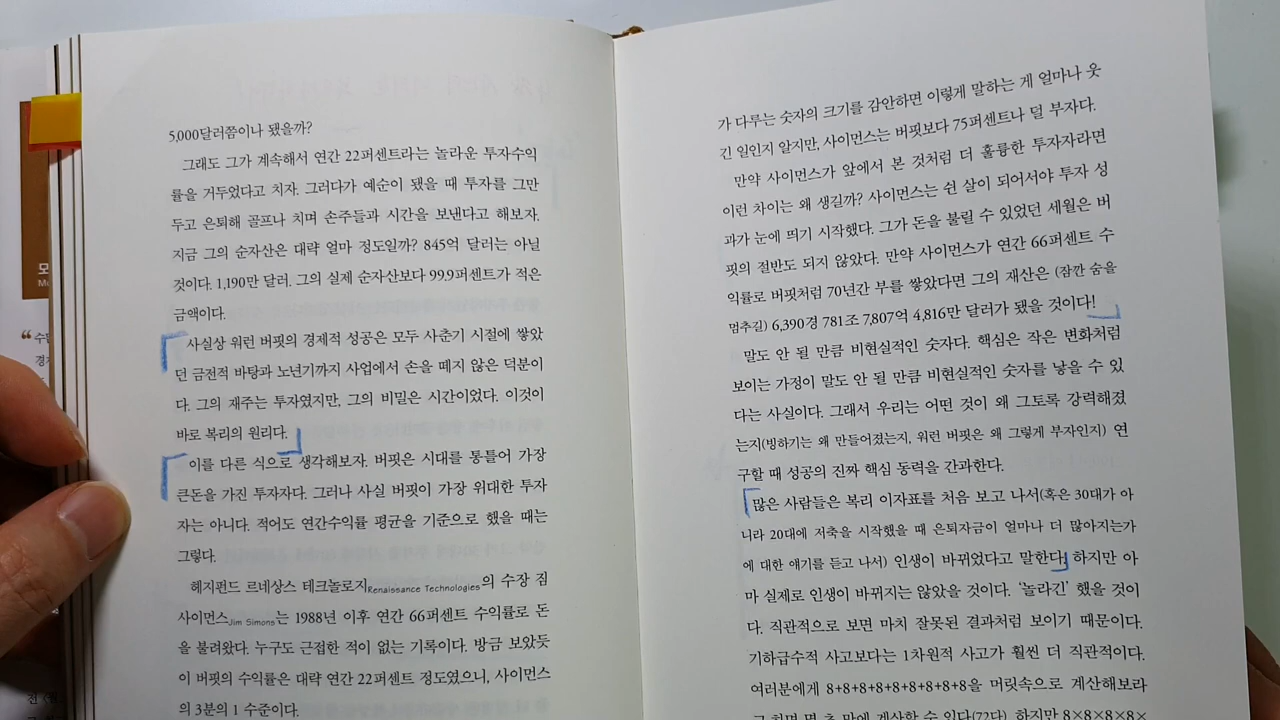 5,000달러쯤이나 됐을까?
그래도 그가 계속해서 연간 22퍼센트라는 놀라운 투자수익
률을 거두었다고 치자. 그러다가 예순이 됐을 때 투자를 그만
두고 은퇴해 골프나 치며 손주들과 시간을 보낸다고 해보자.
지금 그의 순자산은 대략 얼마 정도일까? 845억 달러는 아닐
것이다. 1,190만 달러. 그의 실제 순자산보다 99.9퍼센트가 적은
금액이다.
사실상 워런 버핏의 경제적 성공은 모두 사춘기 시절에 쌓았
던 금전적 바탕과 노년기까지 사업에서 손을 떼지 않은 덕분이
다. 그의 재주는 투자였지만, 그의 비밀은 시간이었다. 이것이
바로 복리의 원리다.
이를 다른 식으로 생각해보자. 버핏은 시대를 통틀어 가장
큰돈을 가진 투자자다. 그러나 사실 버핏이 가장 위대한 투자
자는 아니다. 적어도 연간수익률 평균을 기준으로 했을 때는
그렇다.
헤지펀드 르네상스 테크놀로지Renaissance Technologies의 수장 짐
사이먼스Jim Simons는 1988년 이후 연간 66퍼센트 수익률로 돈
을 불려왔다. 누구도 근접한 적이 없는 기록이다. 방금 보았듯
이 버핏의 수익률은 대략 연간 22퍼센트 정도였으니, 사이먼스
의 3분의 1 수준이다.
가 다루는 숫자의 크기를 감안하면 이렇게 말하는 게 얼마나 웃
긴 일인지 알지만, 사이먼스는 버핏보다 75퍼센트나 덜 부자다.
만약 사이먼스가 앞에서 본 것처럼 더 훌륭한 투자자라면
이런 차이는 왜 생길까? 사이먼스는 쉰 살이 되어서야 투자 성
과가 눈에 띄기 시작했다. 그가 돈을 불릴 수 있었던 세월은 버
핏의 절반도 되지 않았다. 만약 사이먼스가 연간 66퍼센트 수
익률로 버핏처럼 70년간 부를 쌓았다면 그의 재산은 (잠깐 숨을
멈추길) 6,390경 781조 7,807억 4,816만 달러가 됐을 것이다!
말도 안 될 만큼 비현실적인 숫자다. 핵심은 작은 변화처럼
보이는 가정이 말도 안 될 만큼 비현실적인 숫자를 낳을 수 있
다는 사실이다. 그래서 우리는 어떤 것이 왜 그토록 강력해졌
는지(빙하기는 왜 만들어졌는지, 워런 버핏은 왜 그렇게 부자인지) 연
구할 때 성공의 진짜 핵심 동력을 간과한다.
많은 사람들은 복리 이자표를 처음 보고 나서(혹은 30대가 아
니라 20대에 저축을 시작했을 때 은퇴자금이 얼마나 더 많아지는가
에 대한 얘기를 듣고 나서) 인생이 바뀌었다고 말한다. 하지만 아
마 실제로 인생이 바뀌지는 않았을 것이다. ‘놀라긴’ 했을 것이
다. 직관적으로 보면 마치 잘못된 결과처럼 보이기 때문이다.
기하급수적 사고보다는 1차원적 사고가 훨씬 더 직관적이다.
여러분에게 8+8+8+8+8+8+8+8+8을 머릿속으로 계산해보라
고 하면 몇 초 만에 계산할 수 있다(72다). 하지만 8×8×8×8×